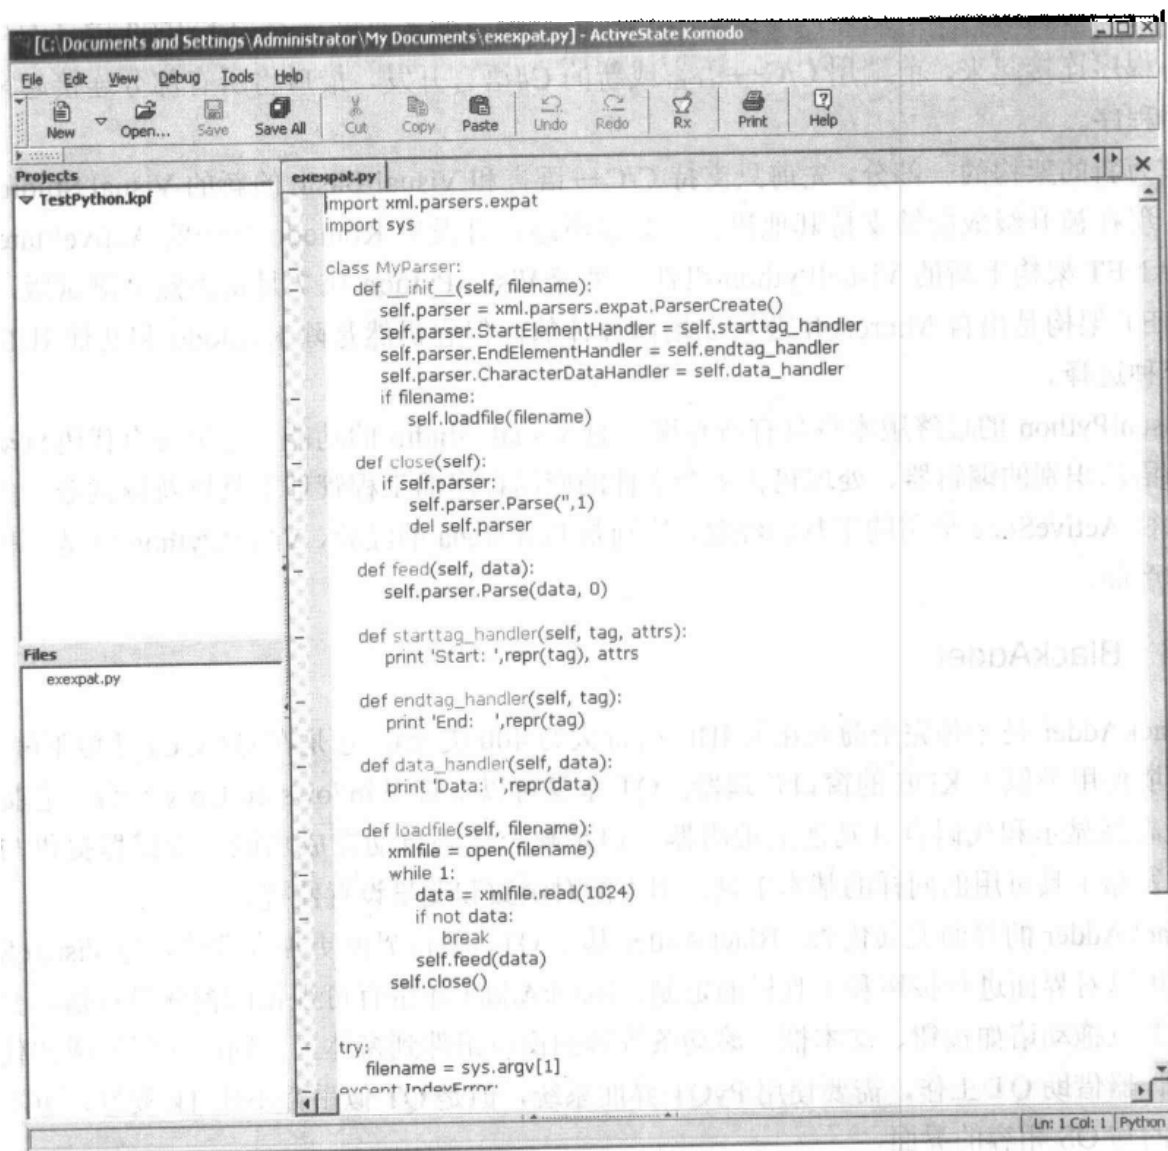 [C:\Documents and Settings\Administrator\My Documents\exexpat.py] - ActiveState Komodo
File Edit View Debug Tools Help
New Open... Save Save All Cut Copy Paste Undo Redo Rx Print Help
Projects
TestPython.kpf
Files
exexpat.py
exexpat.py
import xml.parsers.expat
import sys
class MyParser:
def __init__(self, filename):
self.parser = xml.parsers.expat.ParserCreate()
self.parser.StartElementHandler = self.starttag_handler
self.parser.EndElementHandler = self.endtag_handler
self.parser.CharacterDataHandler = self.data_handler
if filename:
self.loadfile(filename)
def close(self):
if self.parser:
self.parser.Parse('',1)
del self.parser
def feed(self, data):
self.parser.Parse(data, 0)
def starttag_handler(self, tag, attrs):
print 'Start: ',repr(tag), attrs
def endtag_handler(self, tag):
print 'End: ',repr(tag)
def data_handler(self, data):
print 'Data: ',repr(data)
def loadfile(self, filename):
xmlfile = open(filename)
while 1:
data = xmlfile.read(1024)
if not data:
break
self.feed(data)
self.close()
try:
filename = sys.argv[1]
except IndexError:
Ln: 1 Col: 1 Python